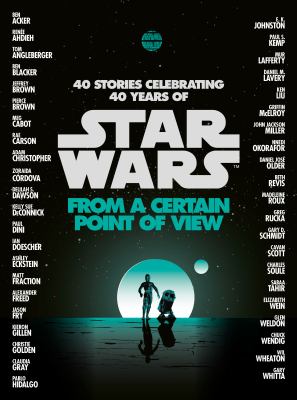 BEN
ACKER
RENÉE
AHDIEH
TOM
ANGLEBERGER
BEN
BLACKER
JEFFREY
BROWN
PIERCE
BROWN
MEG
CABOT
RAE
CARSON
ADAM
CHRISTOPHER
ZORAIDA
CÓRDOVA
DELILAH S.
DAWSON
KELLY SUE
DeCONNICK
PAUL
DINI
IAN
DOESCHER
ASHLEY
ECKSTEIN
MATT
FRACTION
ALEXANDER
FREED
JASON
FRY
KIERON
GILLEN
CHRISTIE
GOLDEN
CLAUDIA
GRAY
PABLO
HIDALGO
40 STORIES CELEBRATING
40 YEARS OF
STAR
WARS
TM
FROM A CERTAIN
POINT OF VIEW
E. K.
JOHNSTON
PAUL S.
KEMP
MUR
LAFFERTY
DANIEL M.
LAVERY
KEN
LIU
GRIFFIN
McELROY
JOHN JACKSON
MILLER
NNEDI
OKORAFOR
DANIEL JOSÉ
OLDER
BETH
REVIS
MADELEINE
ROUX
GREG
RUCKA
GARY D.
SCHMIDT
CAVAN
SCOTT
CHARLES
SOULE
SABAA
TAHIR
ELIZABETH
WEIN
GLEN
WELDON
CHUCK
WENDIG
WIL
WHEATON
GARY
WHITTA